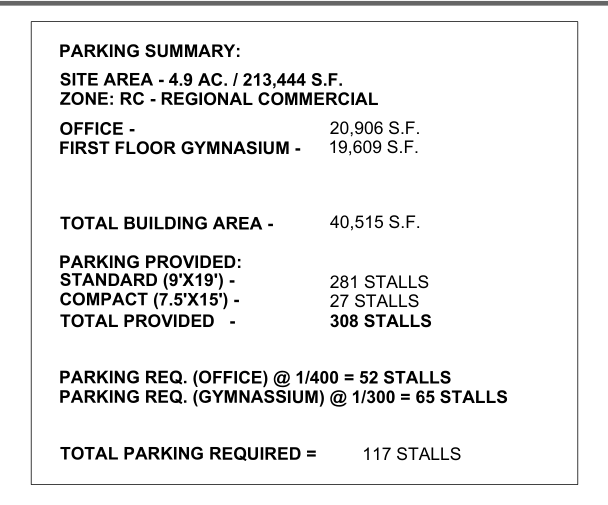 PARKING SUMMARY:
SITE AREA - 4.9 AC. / 213,444 S.F.
ZONE: RC - REGIONAL COMMERCIAL
OFFICE - 20,906 S.F.
FIRST FLOOR GYMNASIUM - 19,609 S.F.
TOTAL BUILDING AREA - 40,515 S.F.
PARKING PROVIDED:
STANDARD (9'X19') - 281 STALLS
COMPACT (7.5'X15') - 27 STALLS
TOTAL PROVIDED - 308 STALLS
PARKING REQ. (OFFICE) @ 1/400 = 52 STALLS
PARKING REQ. (GYMNASSIUM) @ 1/300 = 65 STALLS
TOTAL PARKING REQUIRED = 117 STALLS